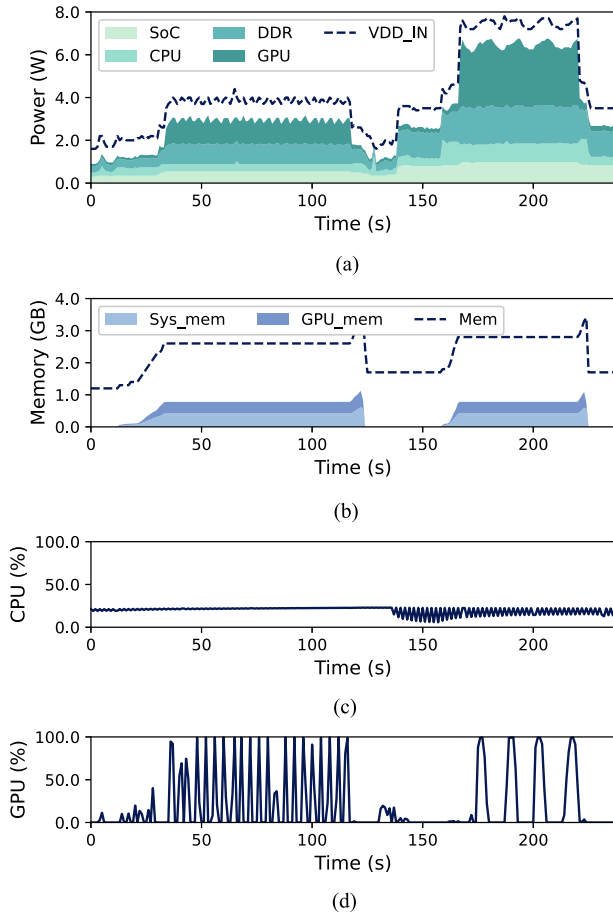 8.0
6.0
4.0
2.0
0.0
Power (W)
SoC DDR VDD_IN
CPU GPU
0 50 100 150 200
Time (s)
(a)
4.0
3.0
2.0
1.0
0.0
Memory (GB)
Sys_mem GPU_mem Mem
0 50 100 150 200
Time (s)
(b)
100.0
50.0
0.0
CPU (%)
0 50 100 150 200
Time (s)
(c)
100.0
50.0
0.0
GPU (%)
0 50 100 150 200
Time (s)
(d)